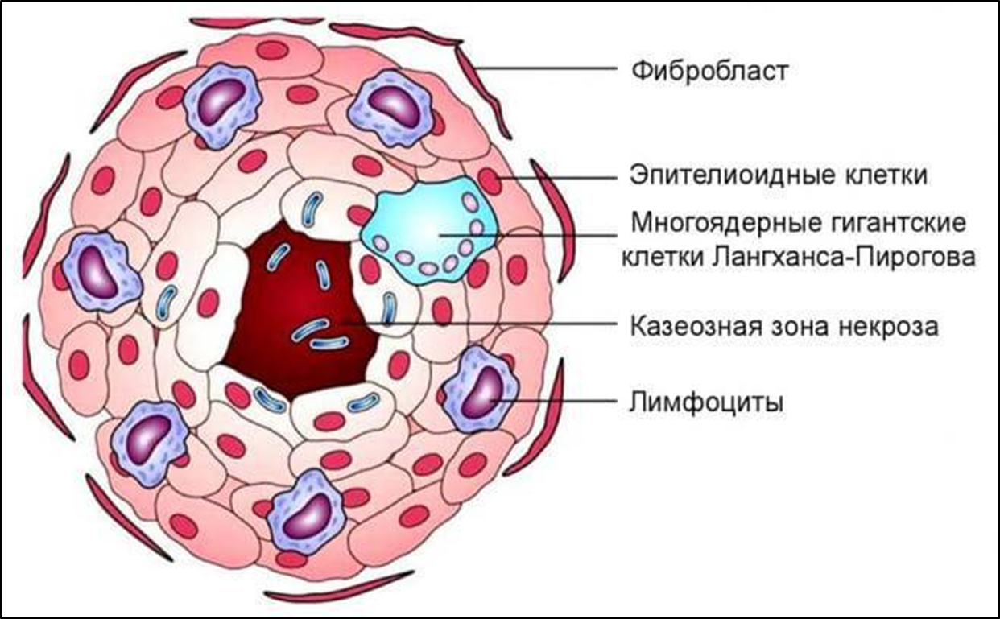 Фибробласт
Эпителиоидные клетки
Многоядерные гигантские
клетки Лангханса-Пирогова
Казеозная зона некроза
Лимфоциты